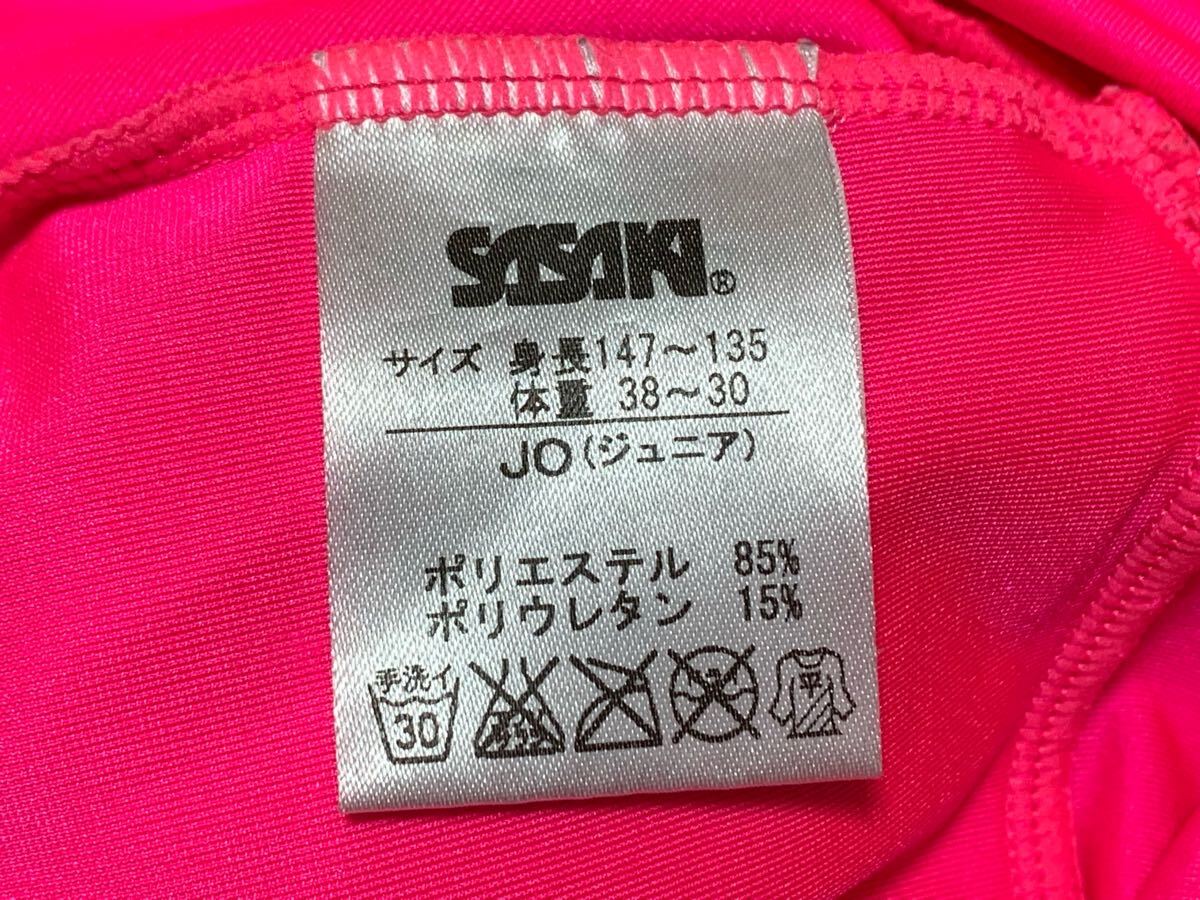 SASAKI®
サイズ 身長147～135
体重 38～30
JO(ジュニア)
ポリエステル 85%
ポリウレタン 15%
手洗イ
30
平